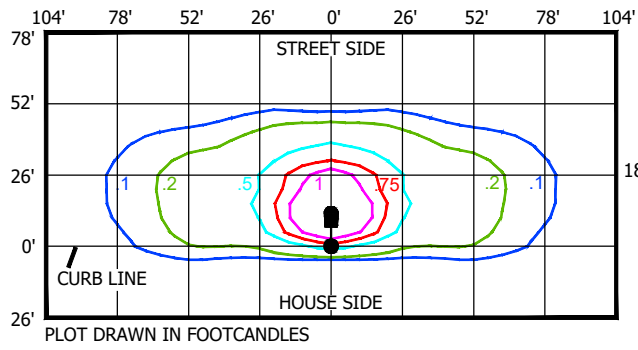 104' 78' 52' 26' 0' 26' 52' 78' 104'
78'
STREET SIDE
52'
26'
18
.1 .2 .5 1 .75 .2 .1
0'
CURB LINE
HOUSE SIDE
26'
PLOT DRAWN IN FOOTCANDLES